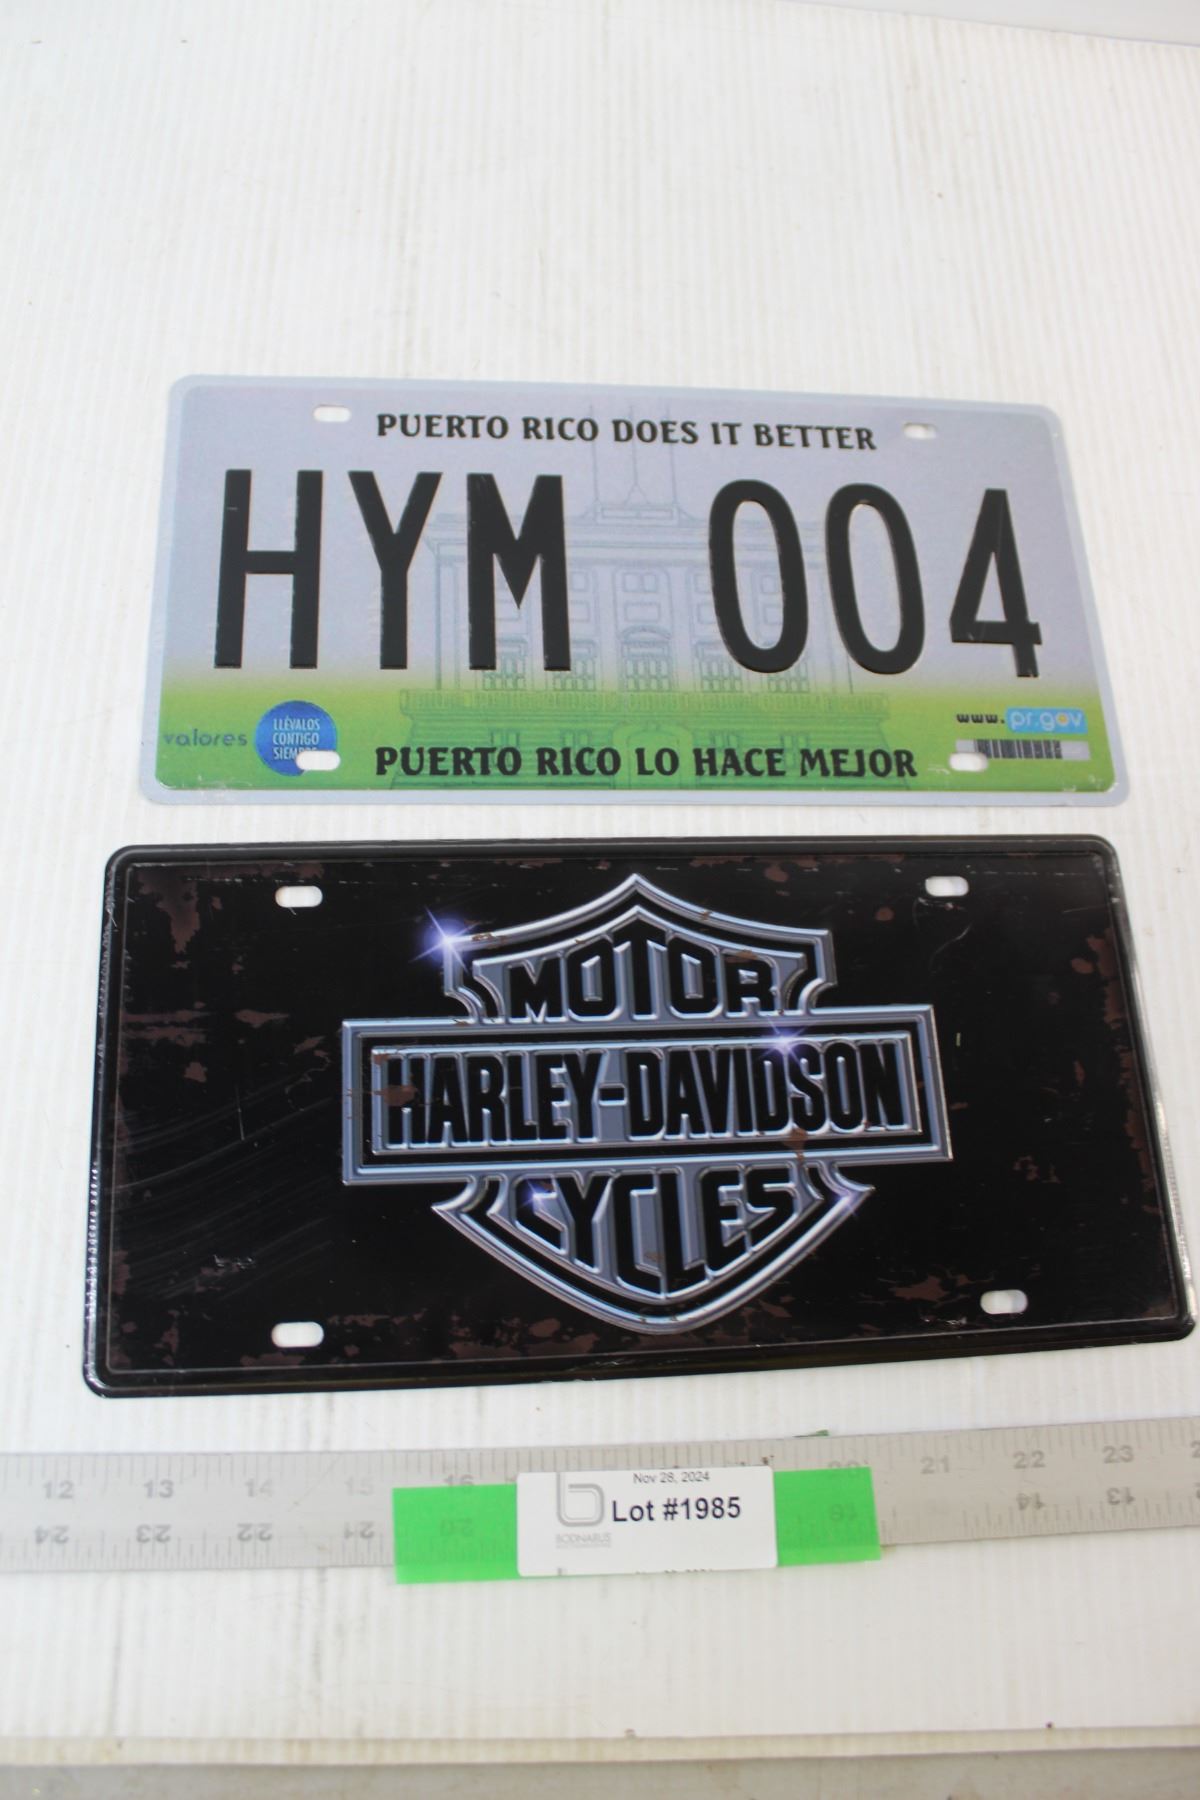 PUERTO RICO DOES IT BETTER
HYM 004
valores
LLÉVALOS
CONTIGO
www.pr.gov
PUERTO RICO LO HACE MEJOR
MOTOR
HARLEY-DAVIDSON
CYCLES
12 13 14 15 16 20 21 22 23
24 23 22 21 20 16 14 13
Nov 28, 2024
Lot #1985
BODNARUS